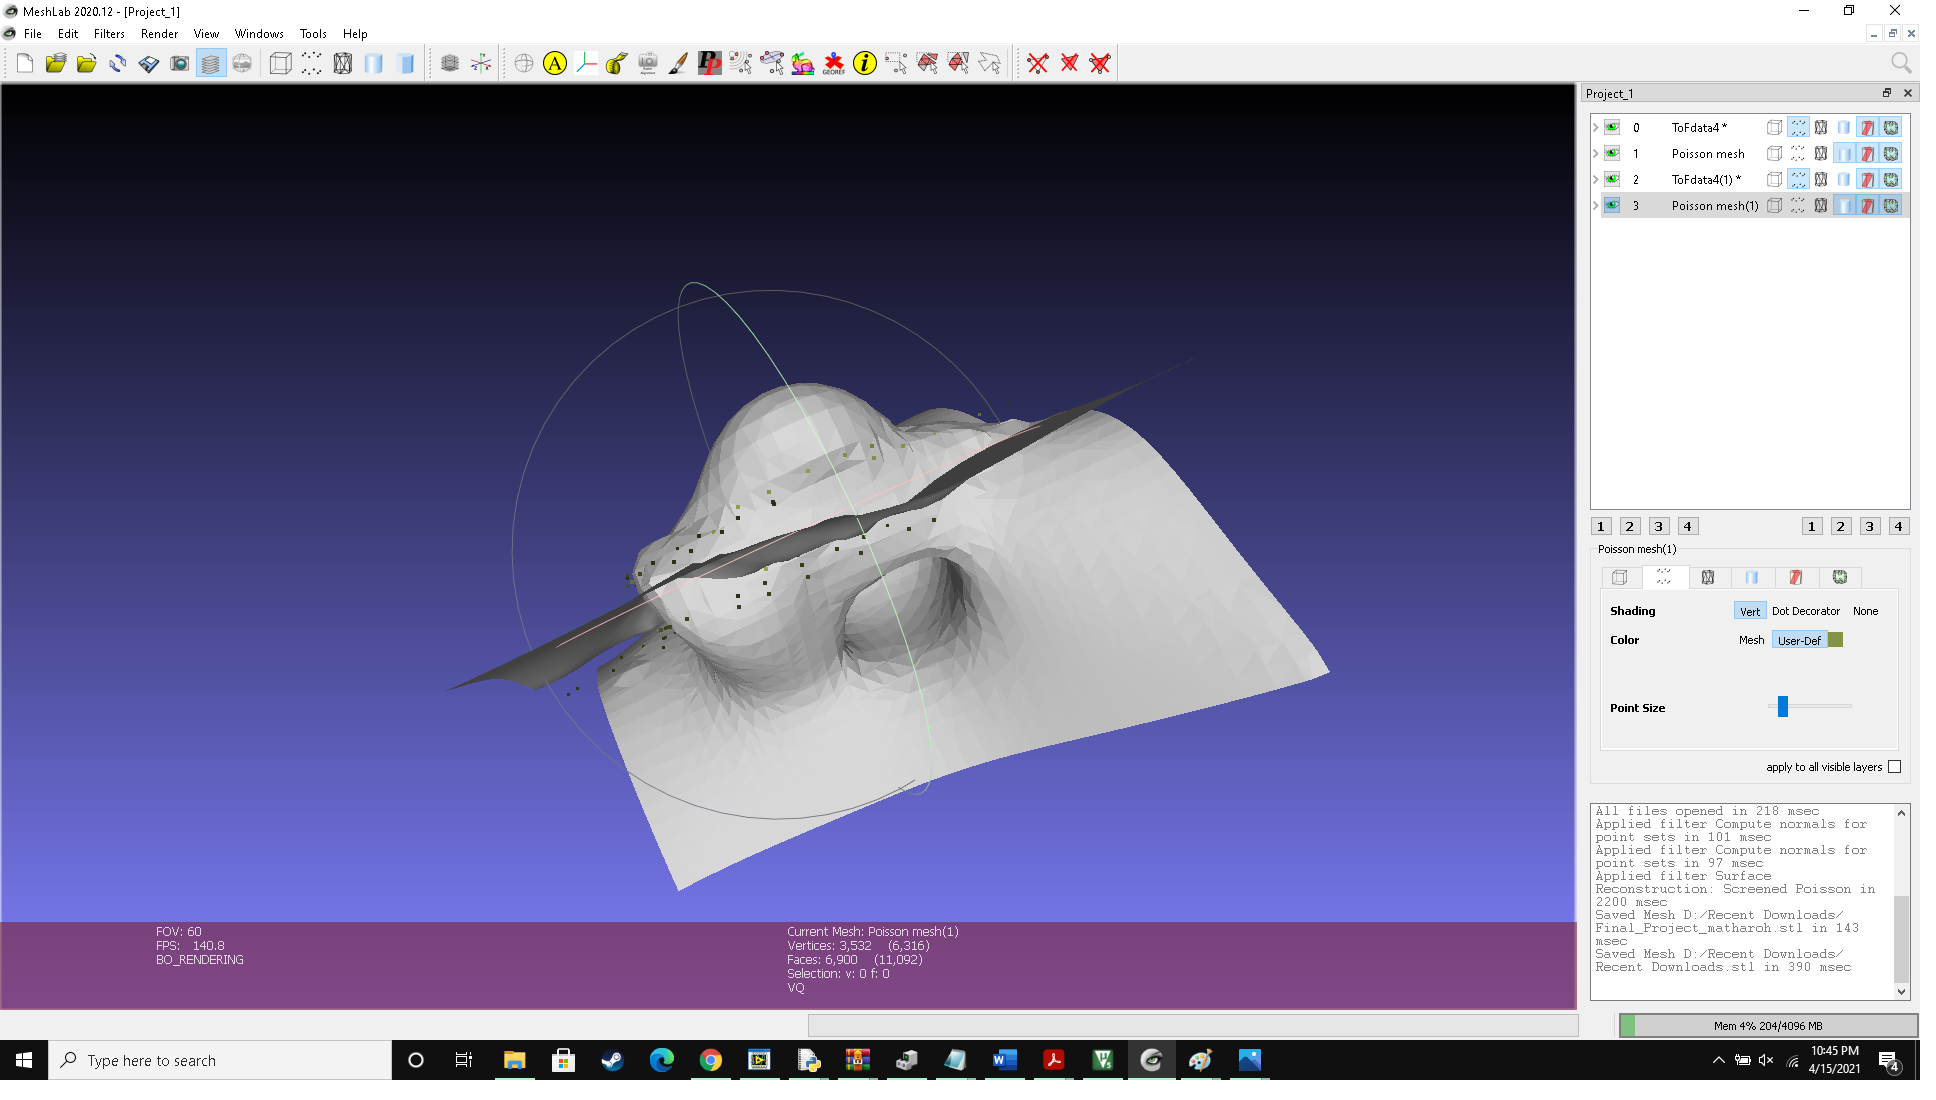 MeshLab 2020.12 - [Project_1]
File Edit Filters Render View Windows Tools Help
A PP GEOREF i
Project_1
0 ToFdata4 *
1 Poisson mesh
2 ToFdata4(1) *
3 Poisson mesh(1)
1 2 3 4 1 2 3 4
Poisson mesh(1)
Shading Vert Dot Decorator None
Color Mesh User-Def
Point Size
apply to all visible layers
All files opened in 218 msec
Applied filter Compute normals for
point sets in 101 msec
Applied filter Compute normals for
point sets in 97 msec
Applied filter Surface
Reconstruction: Screened Poisson in
2200 msec
Saved Mesh D:/Recent Downloads/
Final_Project_matharoh.stl in 143
msec
Saved Mesh D:/Recent Downloads/
Recent Downloads.stl in 390 msec
FOV: 60
FPS: 140.8
BO_RENDERING
Current Mesh: Poisson mesh(1)
Vertices: 3,532 (6,316)
Faces: 6,900 (11,092)
Selection: v: 0 f: 0
VQ
Mem 4% 204/4096 MB
Type here to search
10:45 PM
4/15/2021
4